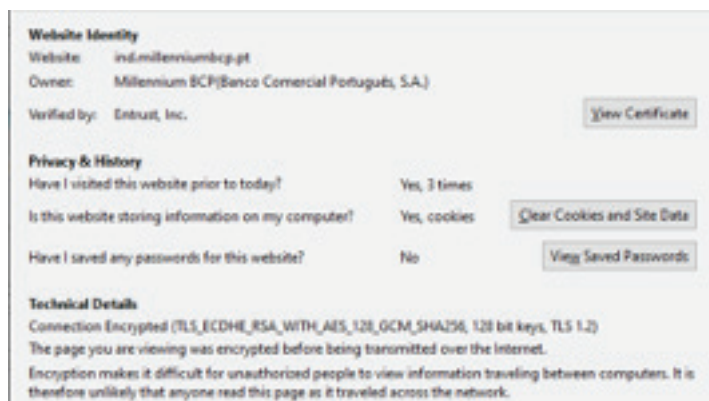 Website Identity
Website: ind.millenniumbcp.pt
Owner: Millennium BCP(Banco Comercial Português, S.A.)
Verified by: Entrust, Inc. View Certificate
Privacy & History
Have I visited this website prior to today? Yes, 3 times
Is this website storing information on my computer? Yes, cookies Clear Cookies and Site Data
Have I saved any passwords for this website? No View Saved Passwords
Technical Details
Connection Encrypted (TLS_ECDHE_RSA_WITH_AES_128_GCM_SHA256, 128 bit keys, TLS 1.2)
The page you are viewing was encrypted before being transmitted over the Internet.
Encryption makes it difficult for unauthorized people to view information traveling between computers. It is
therefore unlikely that anyone read this page as it traveled across the network.